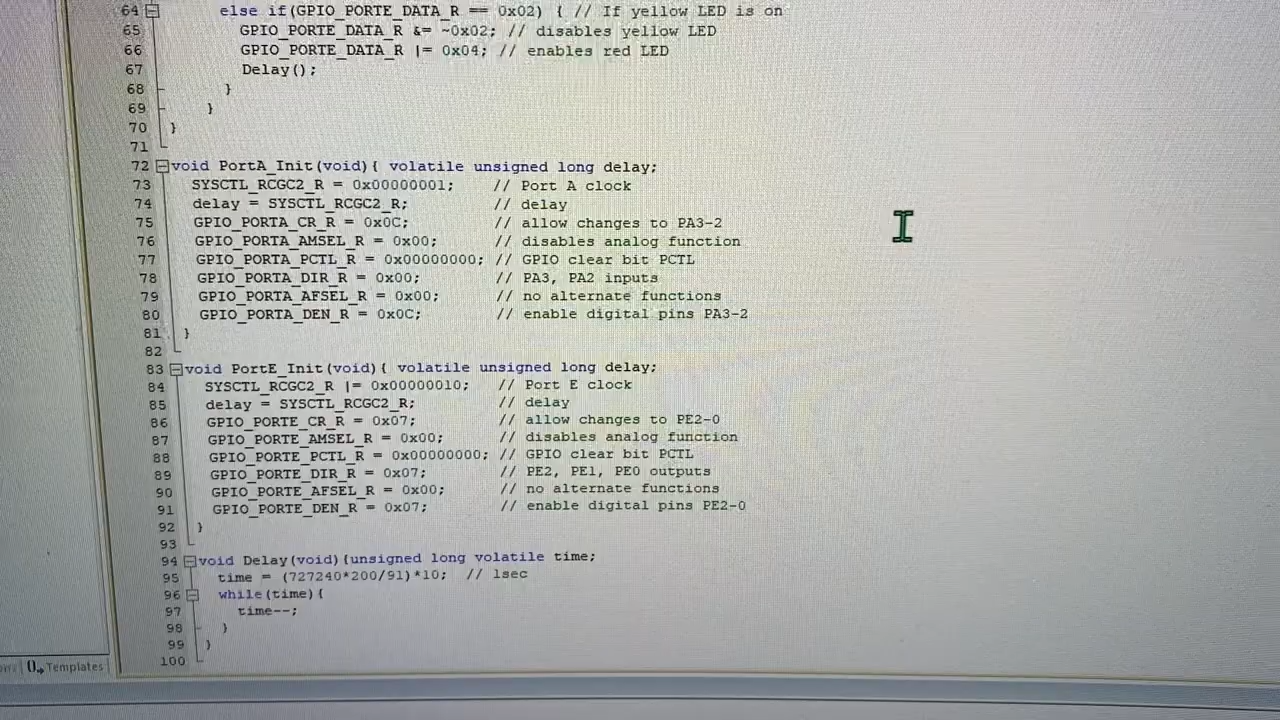 64 else if(GPIO_PORTE_DATA_R == 0x02) { // If yellow LED is on
65 GPIO_PORTE_DATA_R &= ~0x02; // disables yellow LED
66 GPIO_PORTE_DATA_R |= 0x04; // enables red LED
67 Delay();
68 }
69 }
70 }
71
72 void PortA_Init(void){ volatile unsigned long delay;
73 SYSCTL_RCGC2_R = 0x00000001; // Port A clock
74 delay = SYSCTL_RCGC2_R; // delay
75 GPIO_PORTA_CR_R = 0x0C; // allow changes to PA3-2
76 GPIO_PORTA_AMSEL_R = 0x00; // disables analog function
77 GPIO_PORTA_PCTL_R = 0x00000000; // GPIO clear bit PCTL
78 GPIO_PORTA_DIR_R = 0x00; // PA3, PA2 inputs
79 GPIO_PORTA_AFSEL_R = 0x00; // no alternate functions
80 GPIO_PORTA_DEN_R = 0x0C; // enable digital pins PA3-2
81 }
82
83 void PortE_Init(void){ volatile unsigned long delay;
84 SYSCTL_RCGC2_R |= 0x00000010; // Port E clock
85 delay = SYSCTL_RCGC2_R; // delay
86 GPIO_PORTE_CR_R = 0x07; // allow changes to PE2-0
87 GPIO_PORTE_AMSEL_R = 0x00; // disables analog function
88 GPIO_PORTE_PCTL_R = 0x00000000; // GPIO clear bit PCTL
89 GPIO_PORTE_DIR_R = 0x07; // PE2, PE1, PE0 outputs
90 GPIO_PORTE_AFSEL_R = 0x00; // no alternate functions
91 GPIO_PORTE_DEN_R = 0x07; // enable digital pins PE2-0
92 }
93
94 void Delay(void){unsigned long volatile time;
95 time = (727240*200/91)*10; // 1sec
96 while(time){
97 time--;
98 }
99 }
100
Templates